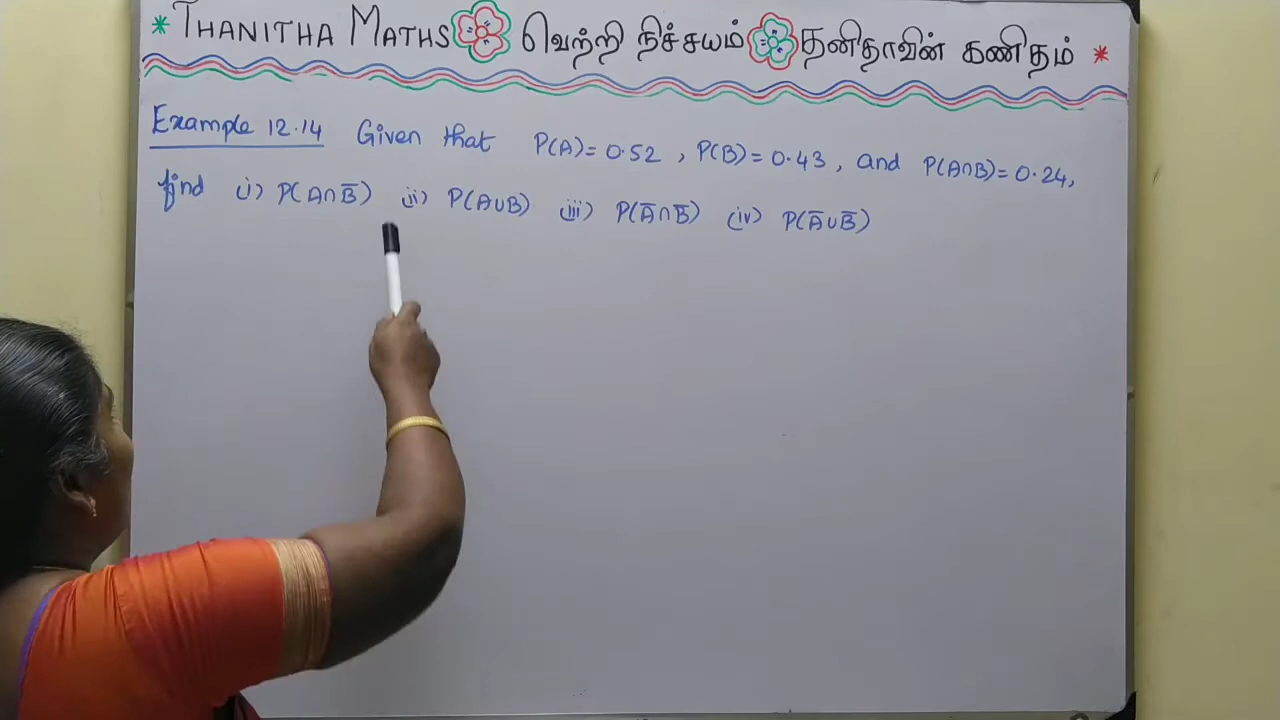 * THANITHA MATHS வெற்றி நிச்சயம் தனிதாவின் கணிதம் *
Example 12.14 Given that P(A)=0.52, P(B)=0.43, and P(A∩B)=0.24,
find (i) P(A∩B̅) (ii) P(A∪B) (iii) P(A̅∩B̅) (iv) P(A̅∪B̅)